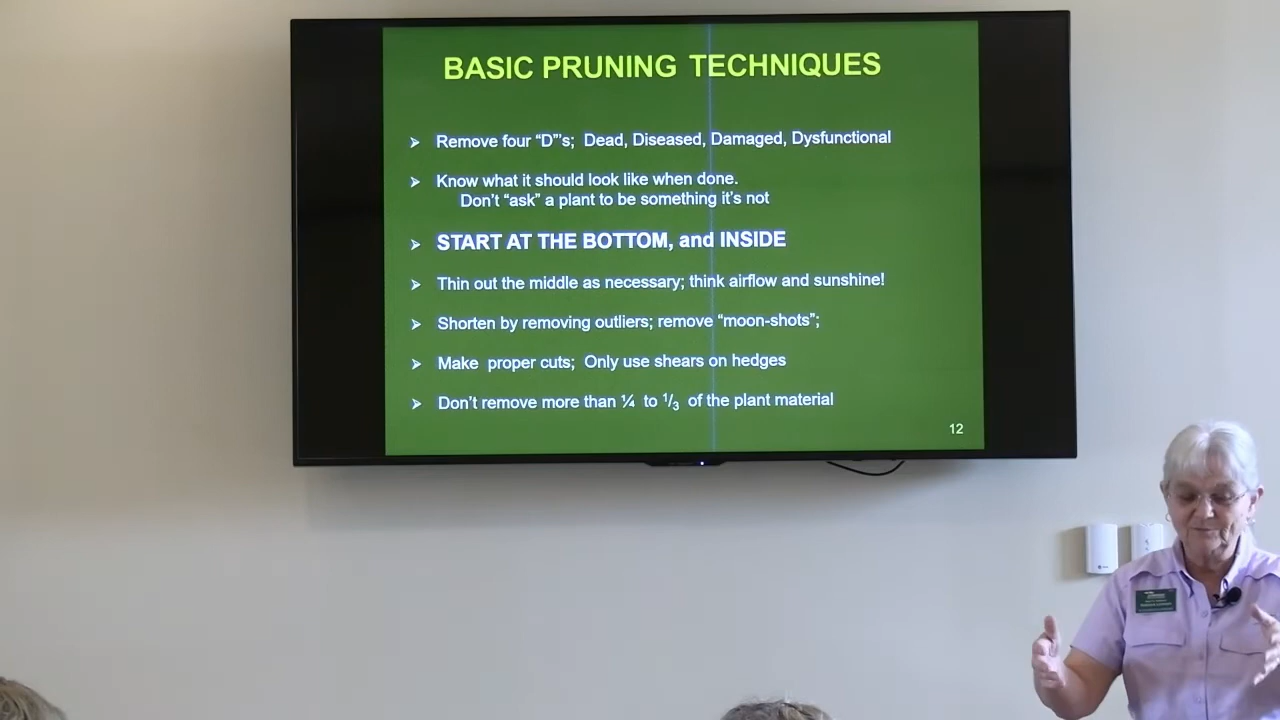 BASIC PRUNING TECHNIQUES
➢ Remove four “D”'s; Dead, Diseased, Damaged, Dysfunctional
➢ Know what it should look like when done.
Don't “ask” a plant to be something it's not
➢ START AT THE BOTTOM, and INSIDE
➢ Thin out the middle as necessary; think airflow and sunshine!
➢ Shorten by removing outliers; remove “moon-shots”;
➢ Make proper cuts; Only use shears on hedges
➢ Don't remove more than ¼ to 1/3 of the plant material
12